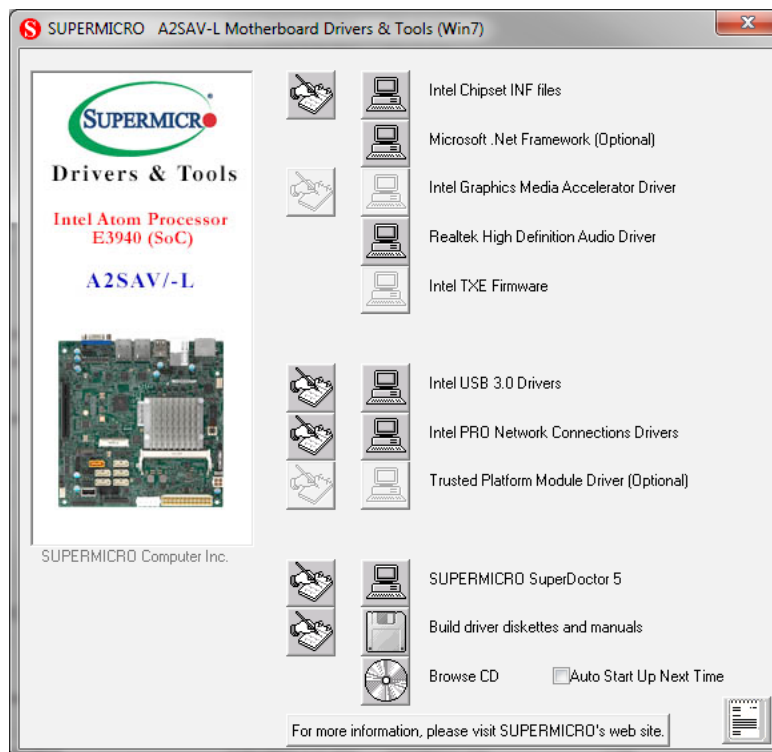 SUPERMICRO A2SAV-L Motherboard Drivers & Tools (Win7)
SUPERMICRO
Drivers & Tools
Intel Atom Processor
E3940 (SoC)
A2SAV/-L
SUPERMICRO Computer Inc.
Intel Chipset INF files
Microsoft .Net Framework (Optional)
Intel Graphics Media Accelerator Driver
Realtek High Definition Audio Driver
Intel TXE Firmware
Intel USB 3.0 Drivers
Intel PRO Network Connections Drivers
Trusted Platform Module Driver (Optional)
SUPERMICRO SuperDoctor 5
Build driver diskettes and manuals
Browse CD
Auto Start Up Next Time
For more information, please visit SUPERMICRO's web site.